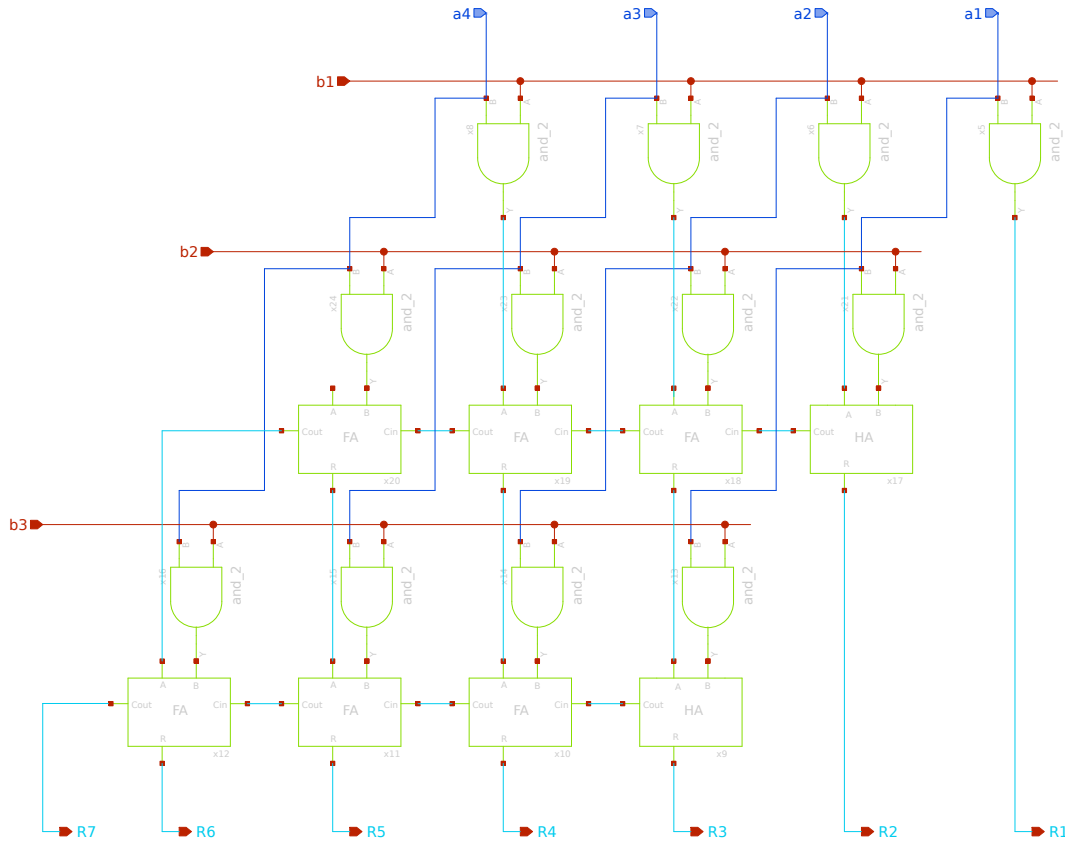 a4 a3 a2 a1
b1
B A B A B A B A
x8 and_2 x7 and_2 x6 and_2 x5 and_2
Y Y Y Y
b2
B A B A B A B A
x24 and_2 x23 and_2 x22 and_2 x21 and_2
Y Y Y Y
A B A B A B A B
Cout FA Cin Cout FA Cin Cout FA Cin Cout HA
R R R R
x20 x19 x18 x17
b3
B A B A B A B A
x16 and_2 x15 and_2 x14 and_2 x13 and_2
Y Y Y Y
A B A B A B A B
Cout FA Cin Cout FA Cin Cout FA Cin Cout HA
R R R R
x12 x11 x10 x9
R7 R6 R5 R4 R3 R2 R1